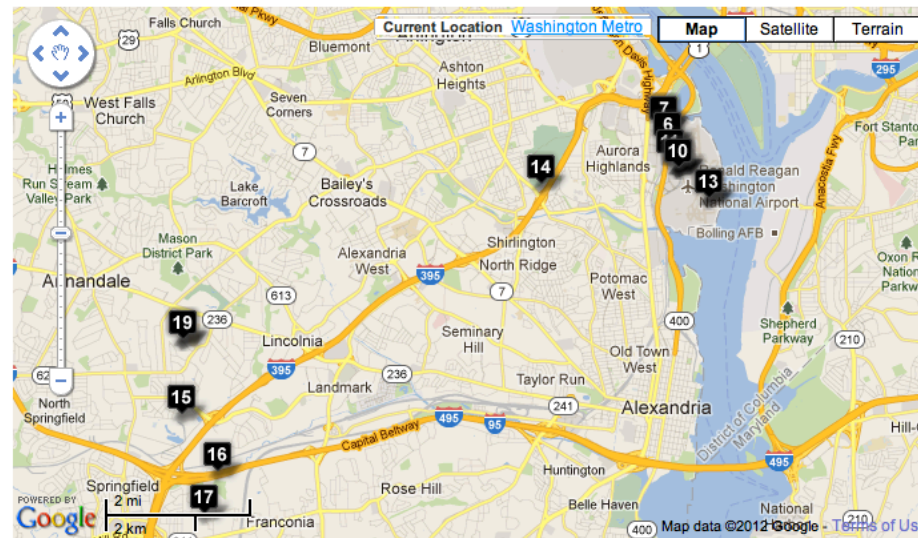 Falls Church
Current Location Washington Metro
Map
Satellite
Terrain
29
Bluemont
1
Ashton
Heights
Arlington Blvd
295
West Falls
Church
Seven
Corners
7
7
6
Fort Stanton
Aurora
Highlands
10
14
13
Ronald Reagan
Washington
National Airport
Anacostia Fwy
Holmes
Run Stream
Valley Park
Bailey's
Crossroads
Lake
Barcroft
Bolling AFB
Mason
District Park
Shirlington
Alexandria
West
395
North Ridge
Annandale
Potomac
West
613
7
400
Shepherd
Parkway
19
236
Lincolnia
Seminary
Hill
210
Old Town
West
395
236
Landmark
Taylor Run
15
North
Springfield
241
Alexandria
District of Columbia
Maryland
495
95
Capital Beltway
16
495
Huntington
Springfield
17
Rose Hill
Belle Haven
National
POWERED BY
Google
2 mi
2 km
Franconia
400
210
Map data ©2012 Google - Terms of Us